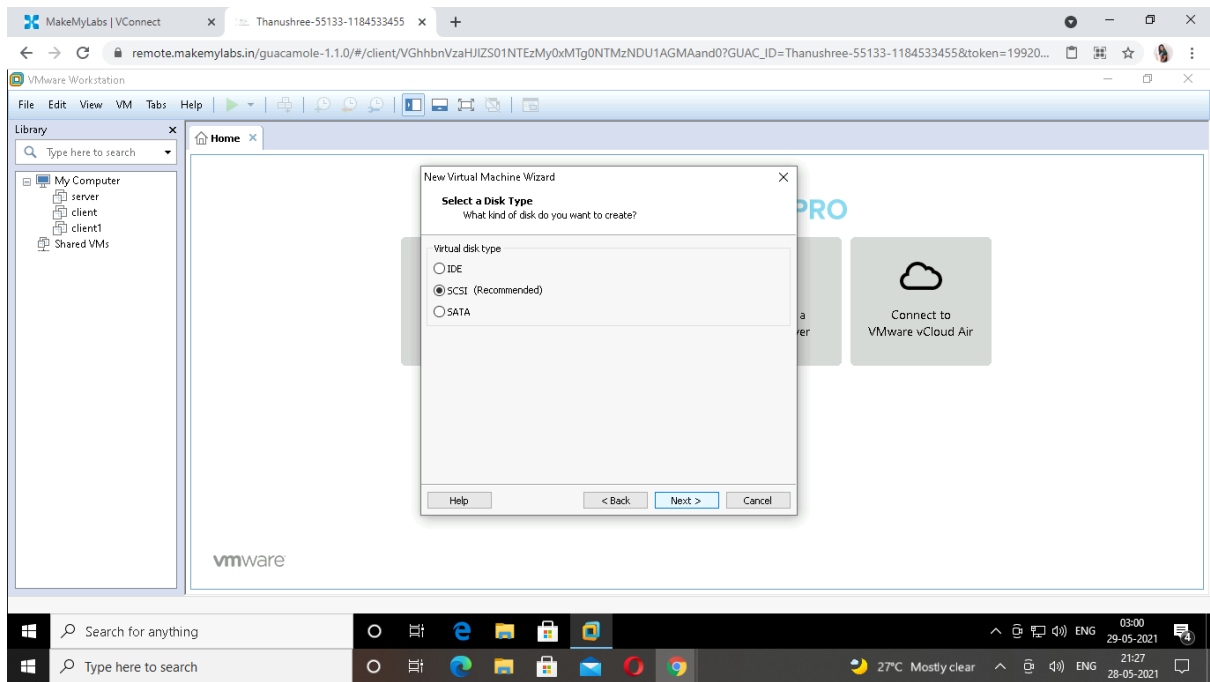 MakeMyLabs | VConnect
Thanushree-55133-1184533455
remote.makemylabs.in/guacamole-1.1.0/#/client/VGhhbnVzaHJlZS01NTEzMy0xMTg0NTMzNDU1AGMAand0?GUAC_ID=Thanushree-55133-1184533455&token=19920...
VMware Workstation
File Edit View VM Tabs Help
Library
Home
Type here to search
My Computer
server
client
client1
Shared VMs
PRO
New Virtual Machine Wizard
Select a Disk Type
What kind of disk do you want to create?
Virtual disk type
IDE
SCSI (Recommended)
SATA
Help
< Back
Next >
Cancel
a
ver
Connect to
VMware vCloud Air
vmware
Search for anything
ENG
03:00
29-05-2021
4
Type here to search
27°C Mostly clear
ENG
21:27
28-05-2021